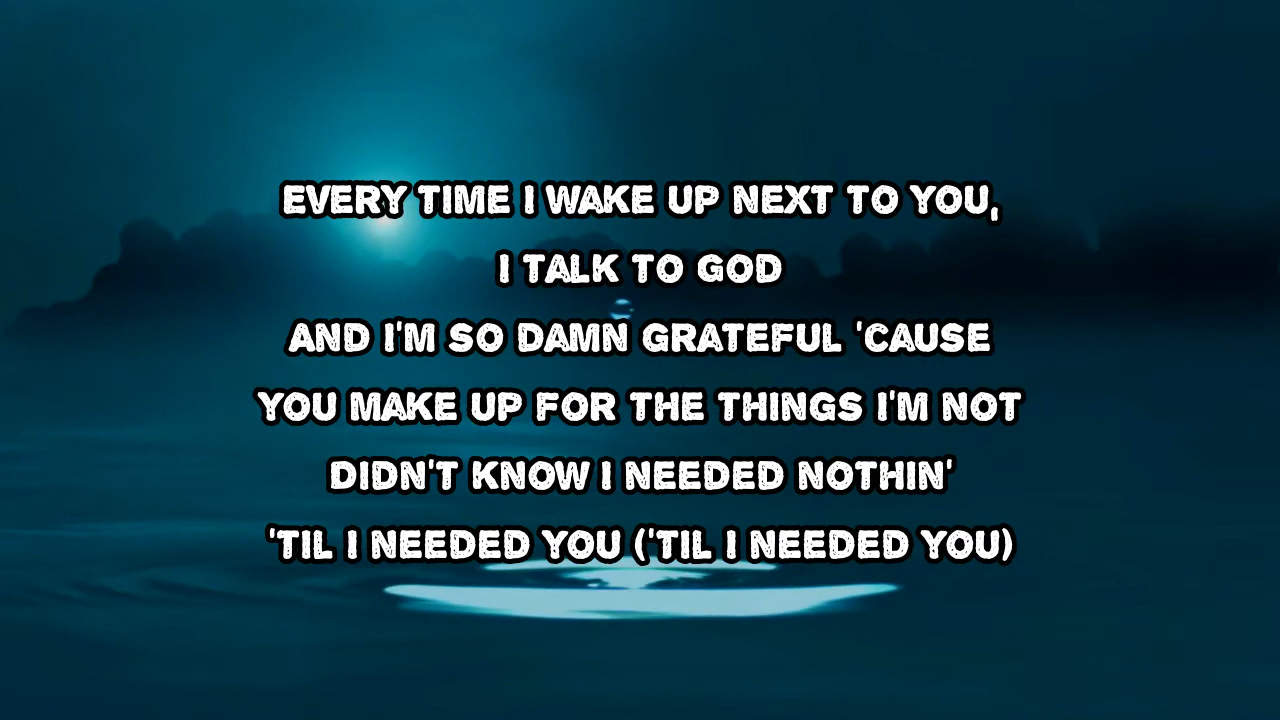 EVERY TIME I WAKE UP NEXT TO YOU,
I TALK TO GOD
AND I'M SO DAMN GRATEFUL 'CAUSE
YOU MAKE UP FOR THE THINGS I'M NOT
DIDN'T KNOW I NEEDED NOTHIN'
'TIL I NEEDED YOU ('TIL I NEEDED YOU)